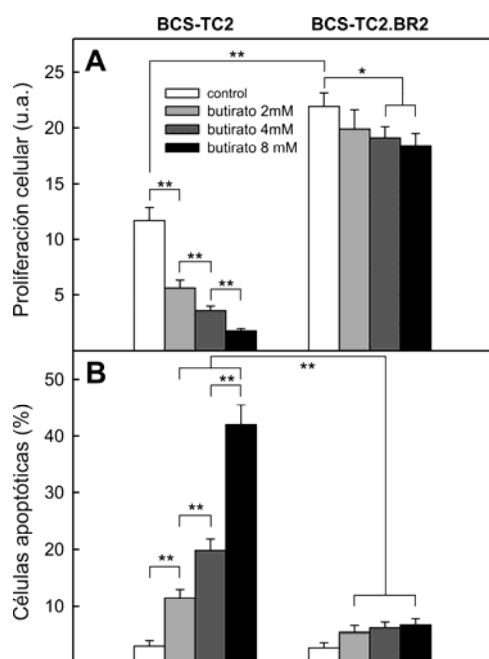 BCS-TC2 BCS-TC2.BR2
A
Proliferación celular (u.a.)
25
20
15
10
5
control
butirato 2mM
butirato 4mM
butirato 8 mM
**
*
**
**
**
B
Células apoptóticas (%)
50
40
30
20
10
**
**
**
**